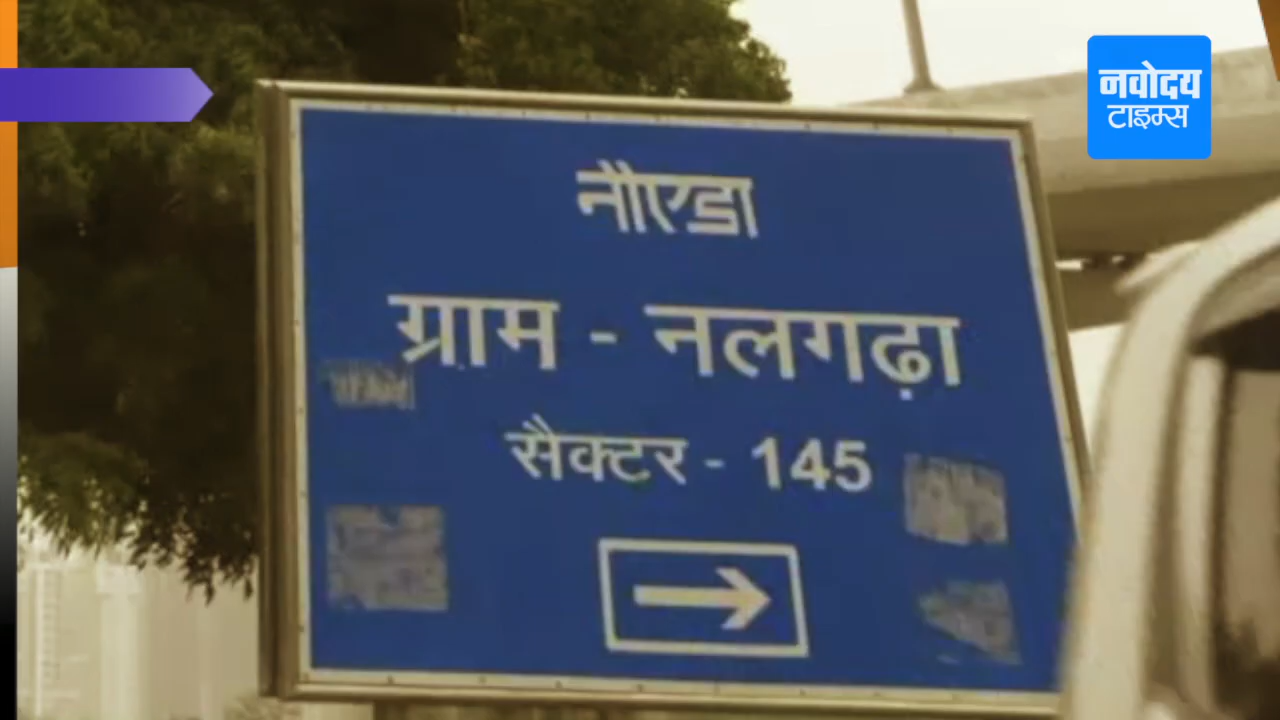 नवोदय
टाइम्स
नौएडा
ग्राम - नलगढ़ा
सैक्टर - 145